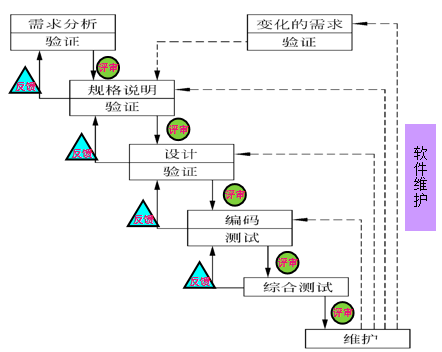 需求分析
验证
变化的需求
验证
评审
反馈
规格说明
验证
评审
反馈
设计
验证
软件维护
评审
反馈
编码
测试
评审
反馈
综合测试
评审
维护